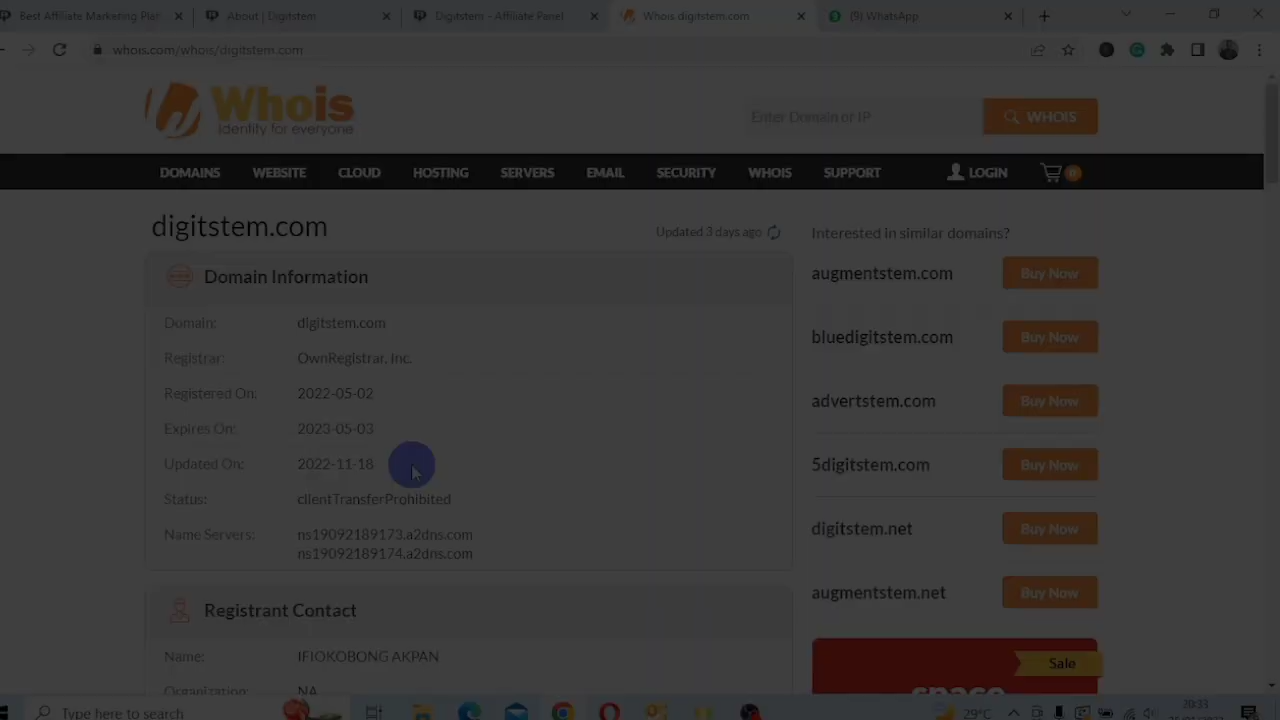 Best Affiliate Marketing Plat
About | Digitstem
Digitstem - Affiliate Panel
Whois digitstem.com
(9) WhatsApp
whois.com/whois/digitstem.com
Whois
Identity for everyone
Enter Domain or IP
WHOIS
DOMAINS WEBSITE CLOUD HOSTING SERVERS EMAIL SECURITY WHOIS SUPPORT LOGIN 0
digitstem.com
Updated 3 days ago
Domain Information
Domain: digitstem.com
Registrar: OwnRegistrar, Inc.
Registered On: 2022-05-02
Expires On: 2023-05-03
Updated On: 2022-11-18
Status: clientTransferProhibited
Name Servers: ns19092189173.a2dns.com
ns19092189174.a2dns.com
Registrant Contact
Name: IFIOKOBONG AKPAN
Organization: NA
Interested in similar domains?
augmentstem.com Buy Now
bluedigitstem.com Buy Now
advertstem.com Buy Now
5digitstem.com Buy Now
digitstem.net Buy Now
augmentstem.net Buy Now
Sale
space
Type here to search
29°C
20:33